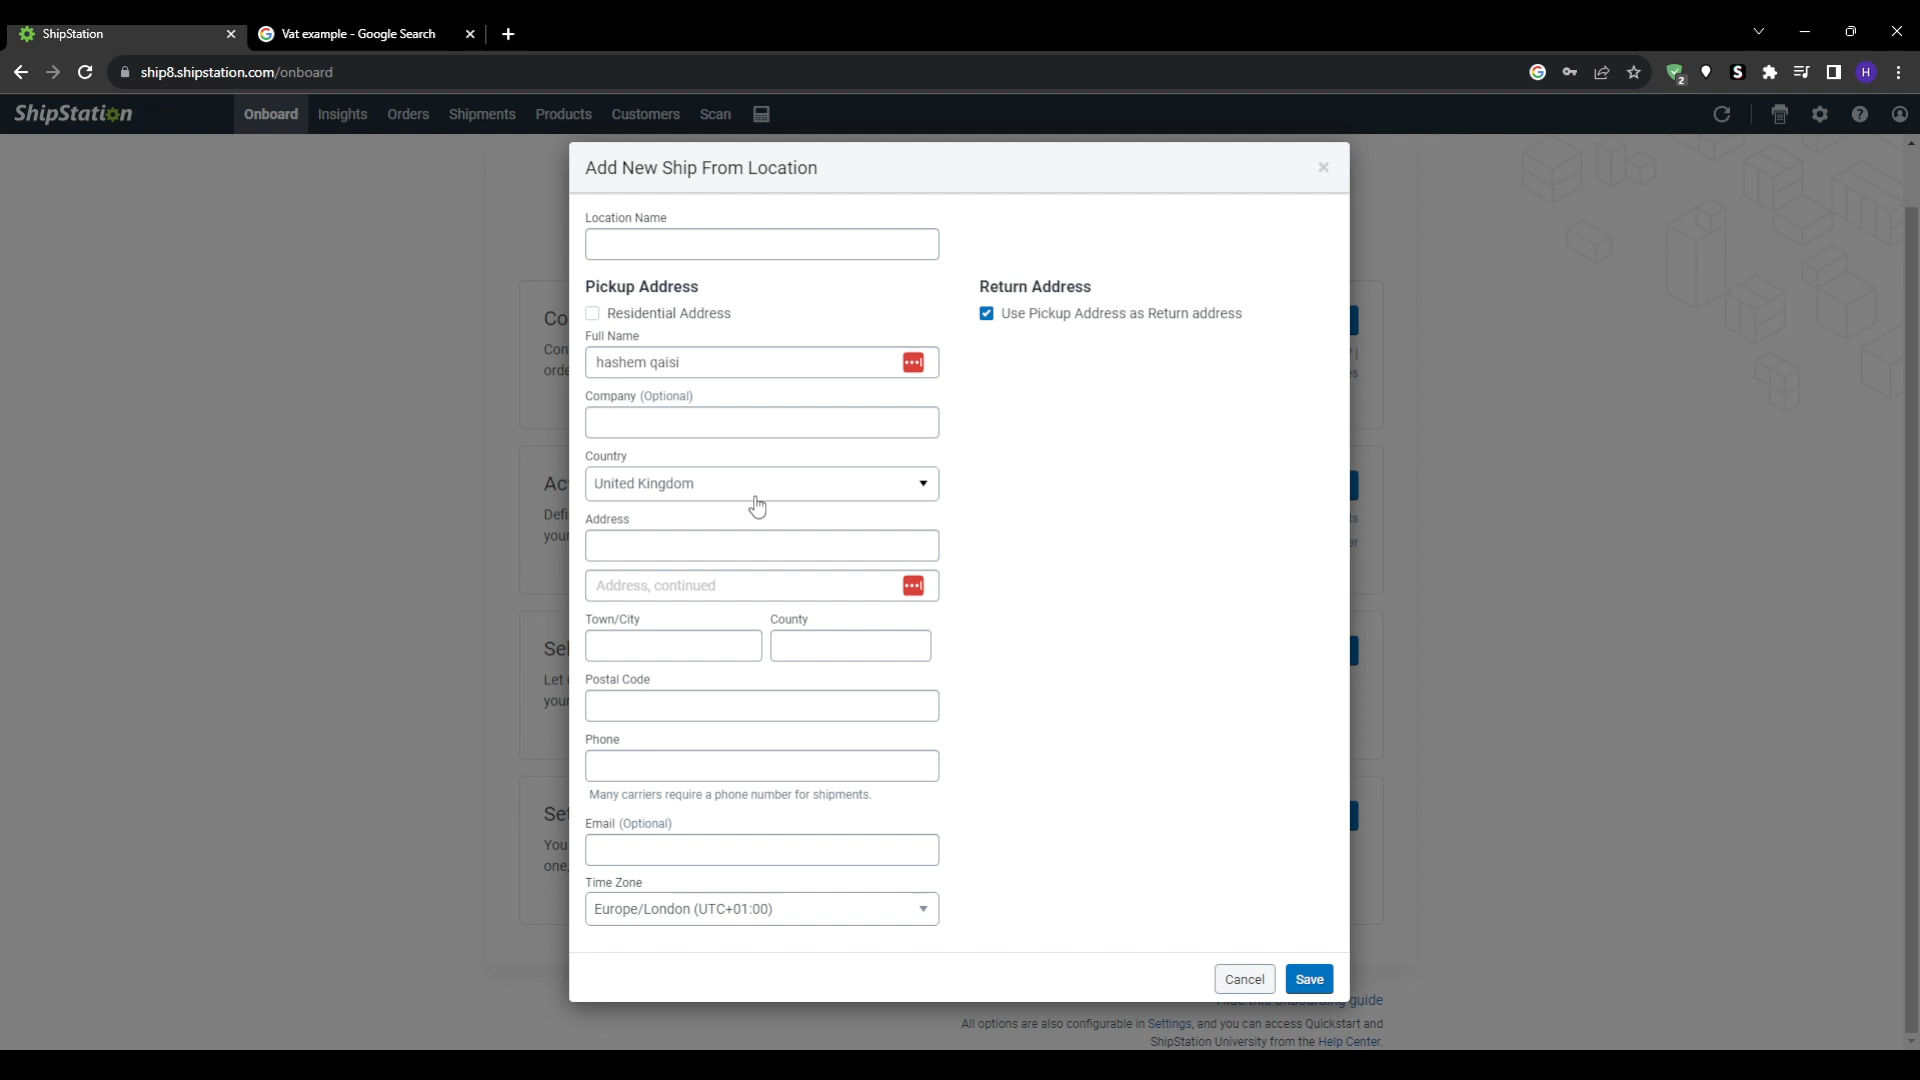 ShipStation
Vat example - Google Search
ship8.shipstation.com/onboard
S
2
H
ShipStation
Onboard
Insights
Orders
Shipments
Products
Customers
Scan
Add New Ship From Location
Location Name
Pickup Address
Return Address
Residential Address
Use Pickup Address as Return address
Full Name
hashem qaisi
Company (Optional)
Country
United Kingdom
Address
Address, continued
Town/City
County
Postal Code
Phone
Many carriers require a phone number for shipments.
Email (Optional)
Time Zone
Europe/London (UTC+01:00)
Cancel
Save
guide
All options are also configurable in Settings, and you can access Quickstart and
ShipStation University from the Help Center.